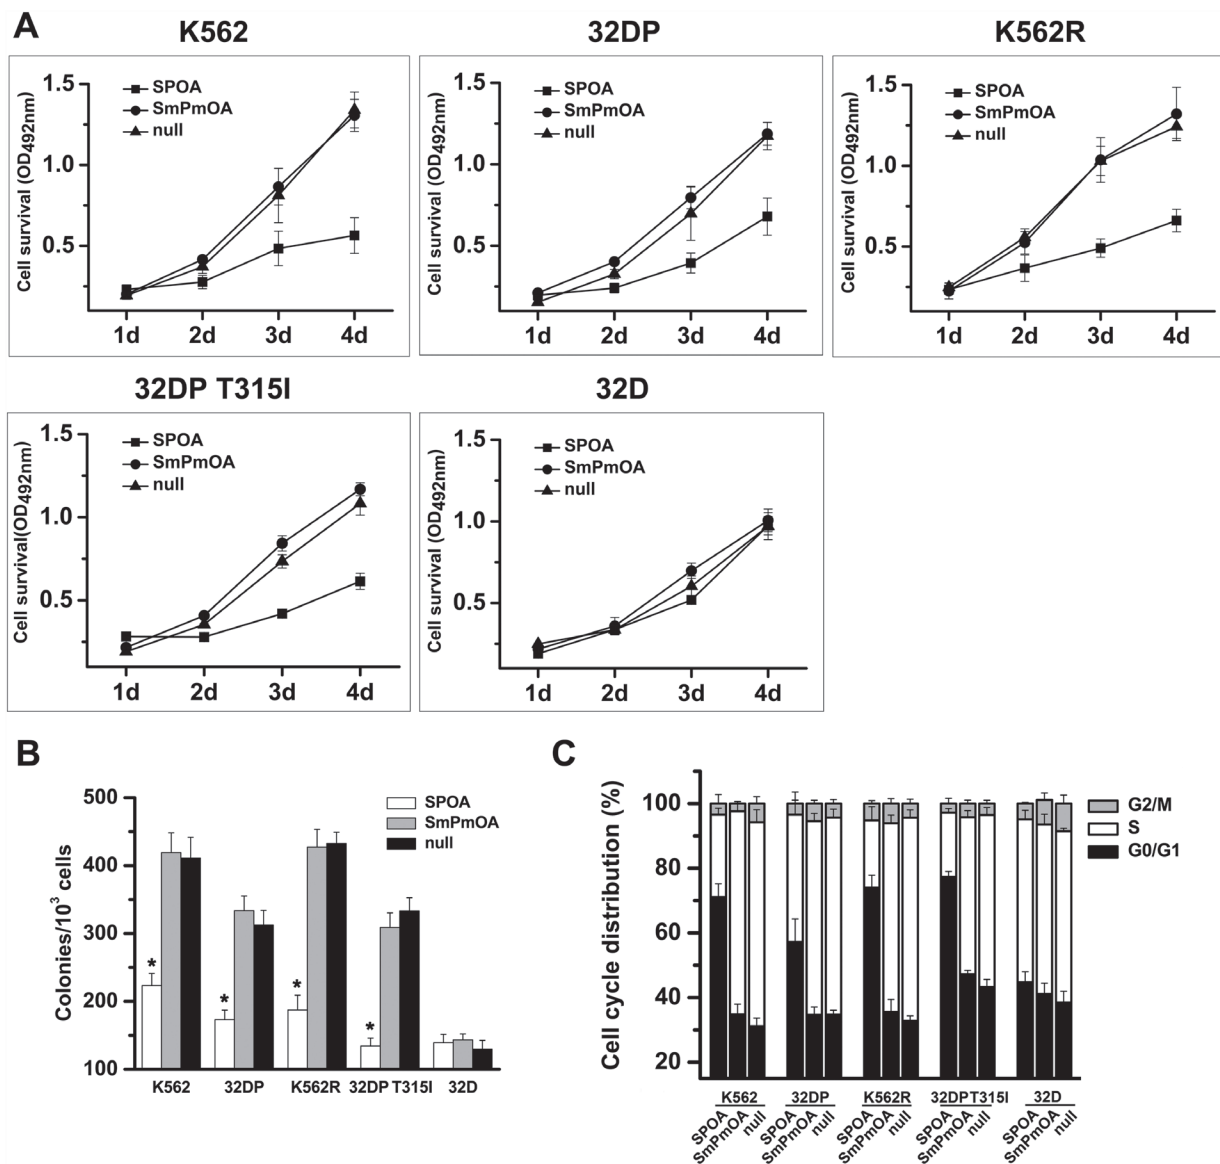 A
K562
32DP
K562R
Cell survival (OD492nm)
1.5
1.0
0.5
SPOA
SmPmOA
null
1d 2d 3d 4d
Cell survival (OD492nm)
1.5
1.0
0.5
SPOA
SmPmOA
null
1d 2d 3d 4d
Cell survival (OD492nm)
1.5
1.0
0.5
SPOA
SmPmOA
null
1d 2d 3d 4d
32DP T315I
32D
Cell survival(OD492nm)
1.5
1.0
0.5
SPOA
SmPmOA
null
1d 2d 3d 4d
Cell survival (OD492nm)
1.5
1.0
0.5
SPOA
SmPmOA
null
1d 2d 3d 4d
B
Colonies/10³ cells
500
400
300
200
100
SPOA
SmPmOA
null
*
*
*
*
K562 32DP K562R 32DP T315I 32D
C
Cell cycle distribution (%)
100
80
60
40
20
G2/M
S
G0/G1
K562 32DP K562R 32DPT315I 32D
SPOA SmPmOA null SPOA SmPmOA null SPOA SmPmOA null SPOA SmPmOA null SPOA SmPmOA null